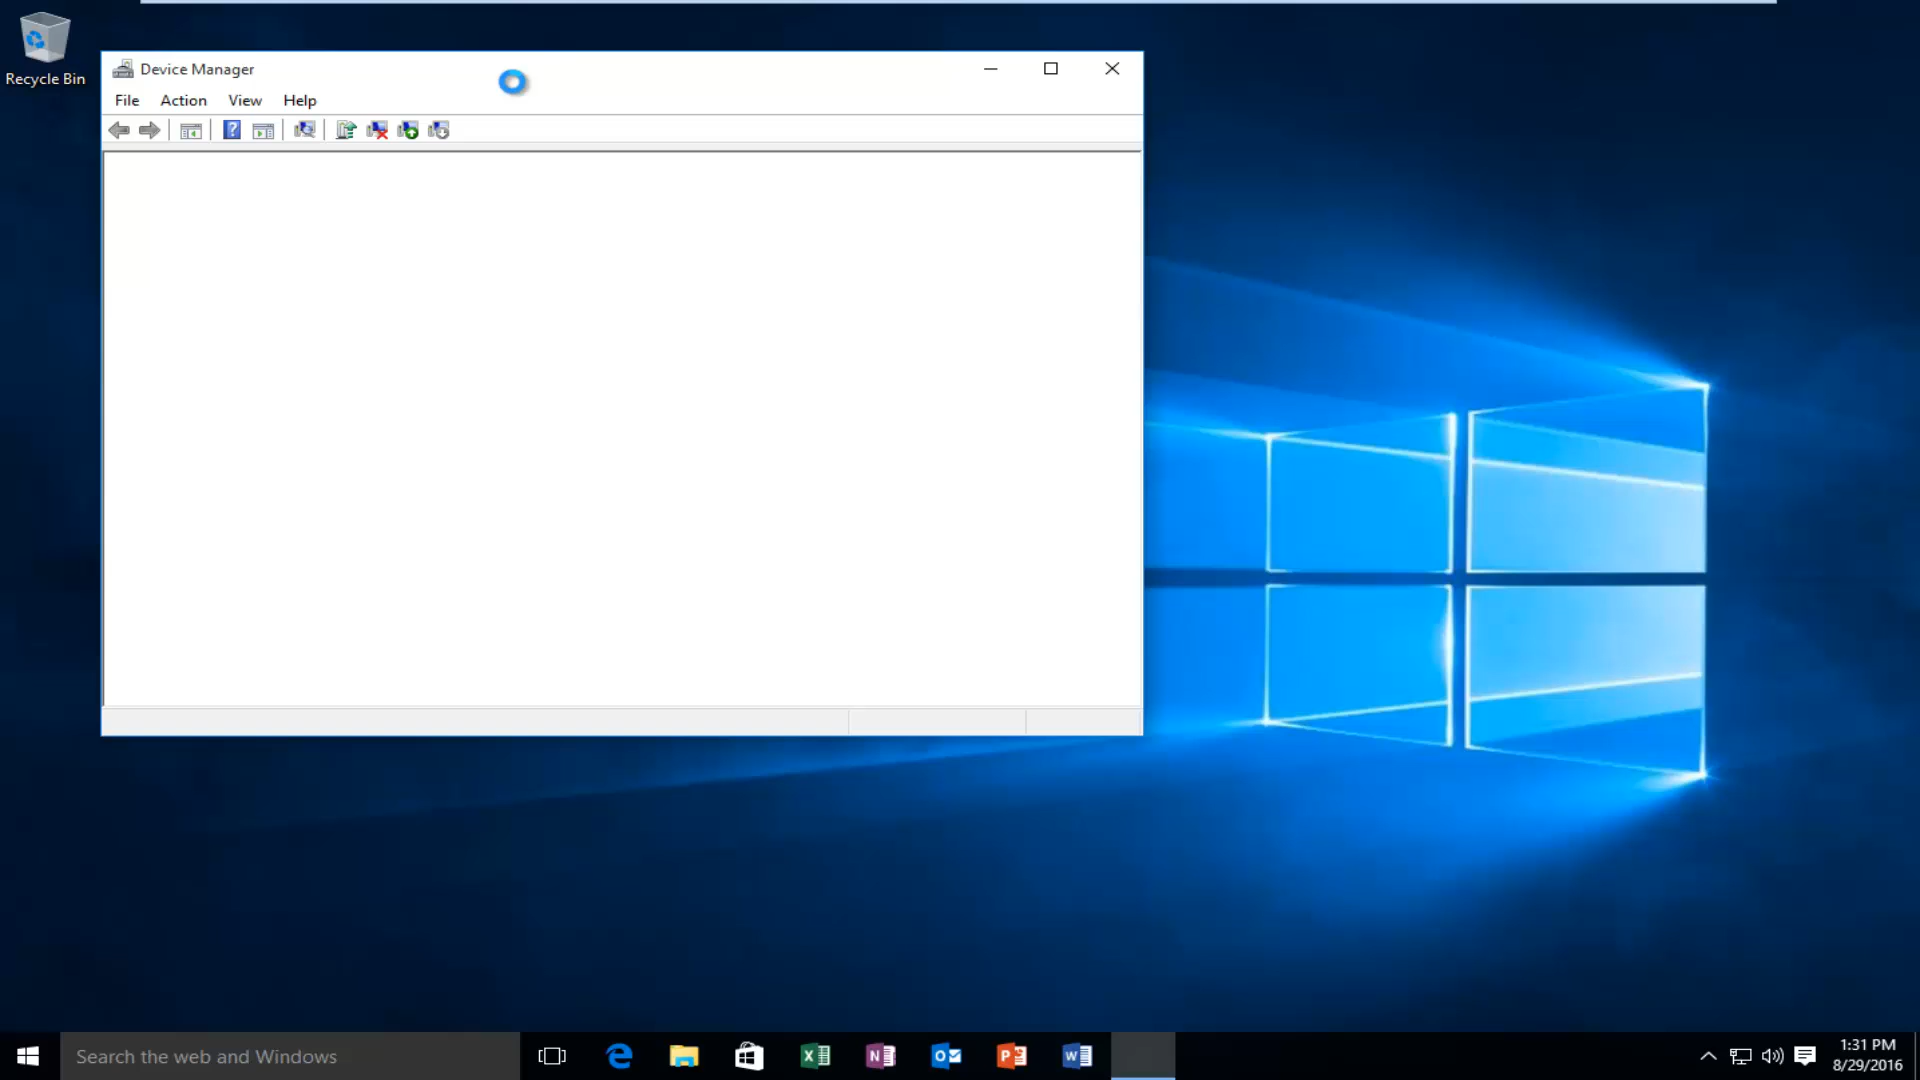 Recycle Bin
Device Manager
File Action View Help
Search the web and Windows
1:31 PM
8/29/2016